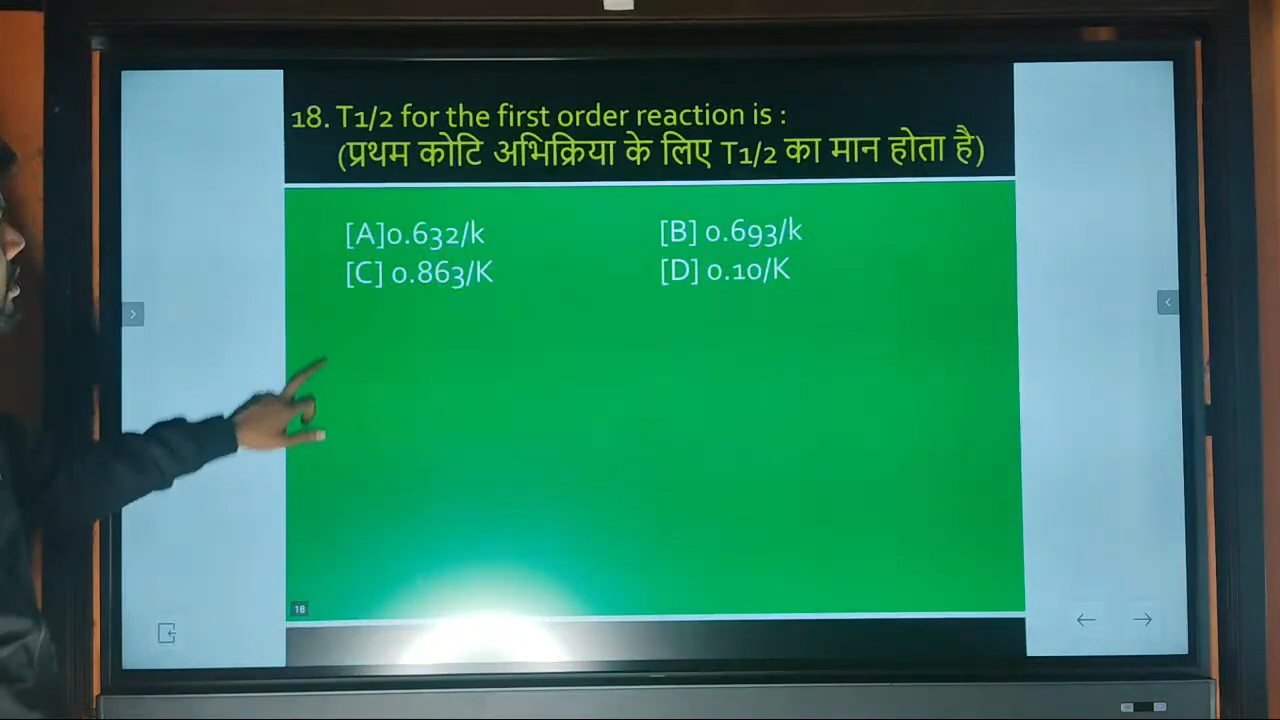 18. T1/2 for the first order reaction is :
(प्रथम कोटि अभिक्रिया के लिए T1/2 का मान होता है)
[A]0.632/k [B] 0.693/k
[C] 0.863/K [D] 0.10/K
18